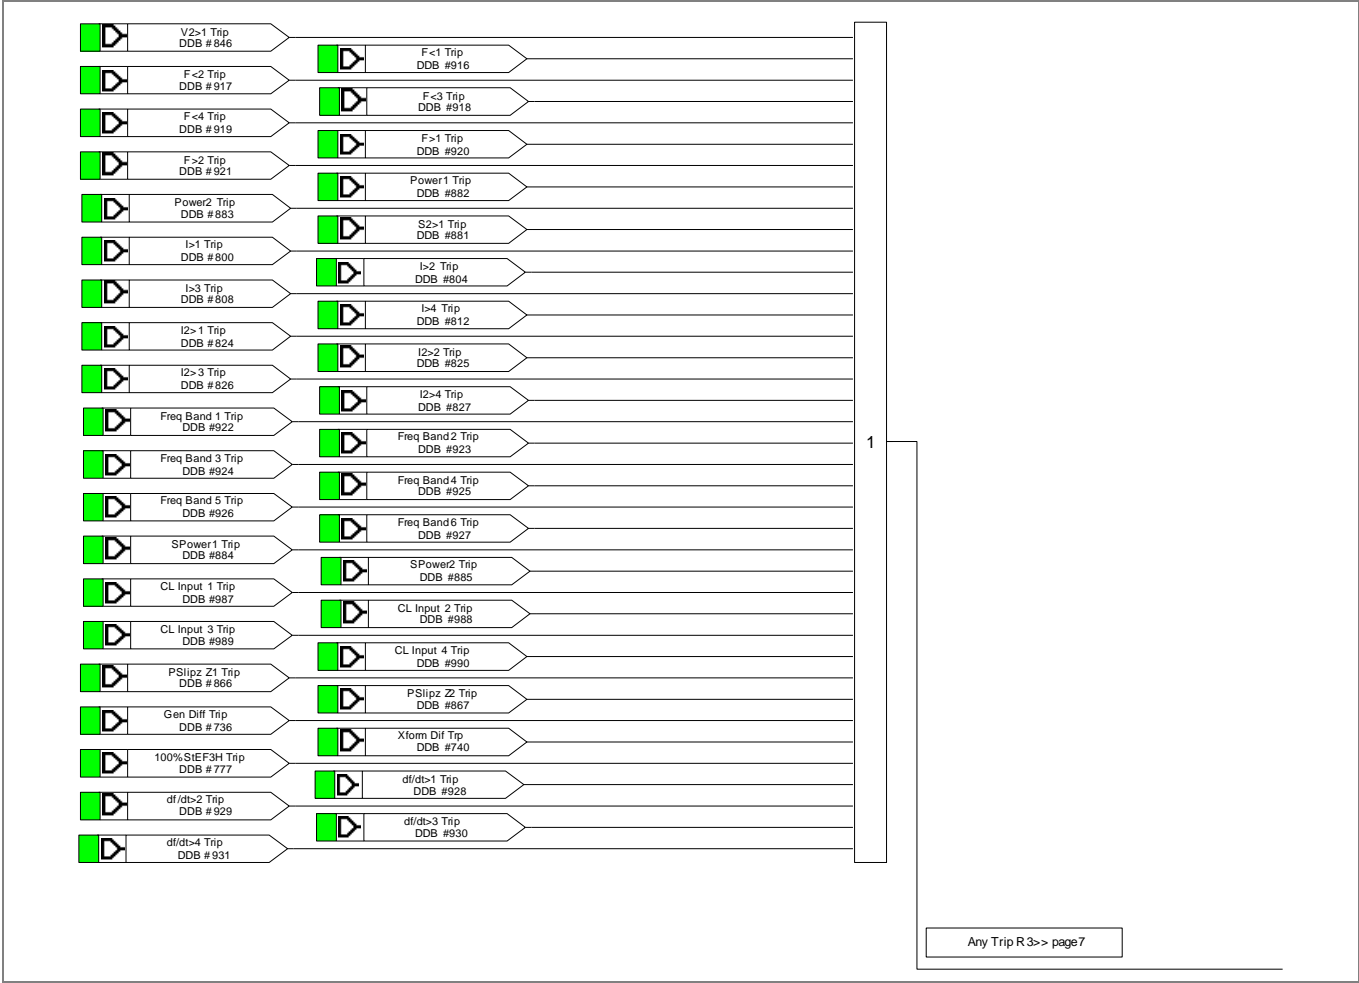 V2>1 Trip
DDB #846
F<1 Trip
DDB #916
F<2 Trip
DDB #917
F<3 Trip
DDB #918
F<4 Trip
DDB #919
F>1 Trip
DDB #920
F>2 Trip
DDB #921
Power1 Trip
DDB #882
Power2 Trip
DDB #883
S2>1 Trip
DDB #881
I>1 Trip
DDB #800
I>2 Trip
DDB #804
I>3 Trip
DDB #808
I>4 Trip
DDB #812
I2>1 Trip
DDB #824
I2>2 Trip
DDB #825
I2>3 Trip
DDB #826
I2>4 Trip
DDB #827
Freq Band 1 Trip
DDB #922
Freq Band 2 Trip
DDB #923
1
Freq Band 3 Trip
DDB #924
Freq Band 4 Trip
DDB #925
Freq Band 5 Trip
DDB #926
Freq Band 6 Trip
DDB #927
SPower1 Trip
DDB #884
SPower2 Trip
DDB #885
CL Input 1 Trip
DDB #987
CL Input 2 Trip
DDB #988
CL Input 3 Trip
DDB #989
CL Input 4 Trip
DDB #990
PSlipz Z1 Trip
DDB #866
PSlipz Z2 Trip
DDB #867
Gen Diff Trip
DDB #736
Xform Dif Trp
DDB #740
100%StEF3H Trip
DDB #777
df/dt>1 Trip
DDB #928
df/dt>2 Trip
DDB #929
df/dt>3 Trip
DDB #930
df/dt>4 Trip
DDB #931
Any Trip R3>> page7